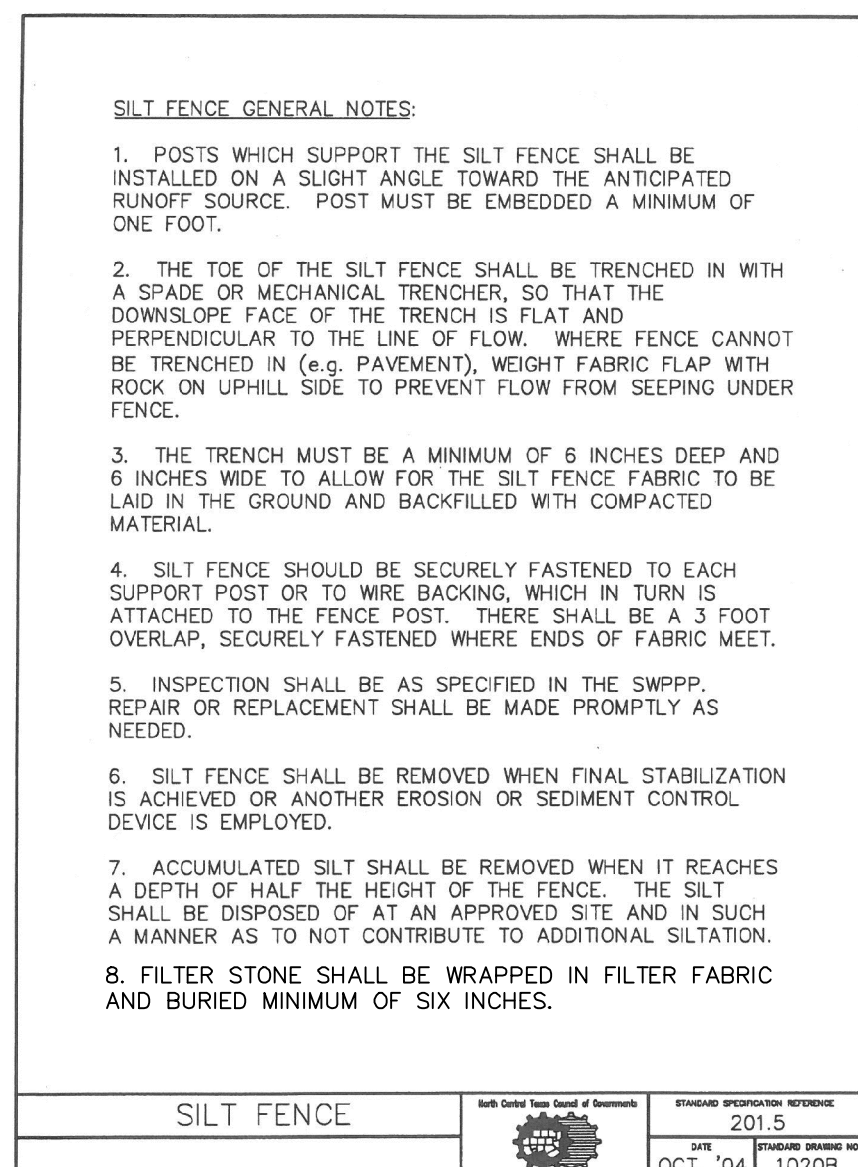 SILT FENCE GENERAL NOTES:
1. POSTS WHICH SUPPORT THE SILT FENCE SHALL BE
INSTALLED ON A SLIGHT ANGLE TOWARD THE ANTICIPATED
RUNOFF SOURCE. POST MUST BE EMBEDDED A MINIMUM OF
ONE FOOT.
2. THE TOE OF THE SILT FENCE SHALL BE TRENCHED IN WITH
A SPADE OR MECHANICAL TRENCHER, SO THAT THE
DOWNSLOPE FACE OF THE TRENCH IS FLAT AND
PERPENDICULAR TO THE LINE OF FLOW. WHERE FENCE CANNOT
BE TRENCHED IN (e.g. PAVEMENT), WEIGHT FABRIC FLAP WITH
ROCK ON UPHILL SIDE TO PREVENT FLOW FROM SEEPING UNDER
FENCE.
3. THE TRENCH MUST BE A MINIMUM OF 6 INCHES DEEP AND
6 INCHES WIDE TO ALLOW FOR THE SILT FENCE FABRIC TO BE
LAID IN THE GROUND AND BACKFILLED WITH COMPACTED
MATERIAL.
4. SILT FENCE SHOULD BE SECURELY FASTENED TO EACH
SUPPORT POST OR TO WIRE BACKING, WHICH IN TURN IS
ATTACHED TO THE FENCE POST. THERE SHALL BE A 3 FOOT
OVERLAP, SECURELY FASTENED WHERE ENDS OF FABRIC MEET.
5. INSPECTION SHALL BE AS SPECIFIED IN THE SWPPP.
REPAIR OR REPLACEMENT SHALL BE MADE PROMPTLY AS
NEEDED.
6. SILT FENCE SHALL BE REMOVED WHEN FINAL STABILIZATION
IS ACHIEVED OR ANOTHER EROSION OR SEDIMENT CONTROL
DEVICE IS EMPLOYED.
7. ACCUMULATED SILT SHALL BE REMOVED WHEN IT REACHES
A DEPTH OF HALF THE HEIGHT OF THE FENCE. THE SILT
SHALL BE DISPOSED OF AT AN APPROVED SITE AND IN SUCH
A MANNER AS TO NOT CONTRIBUTE TO ADDITIONAL SILTATION.
8. FILTER STONE SHALL BE WRAPPED IN FILTER FABRIC
AND BURIED MINIMUM OF SIX INCHES.
SILT FENCE
North Central Texas Council of Governments
STANDARD SPECIFICATION REFERENCE
201.5
DATE
OCT. '04
STANDARD DRAWING NO
1020B